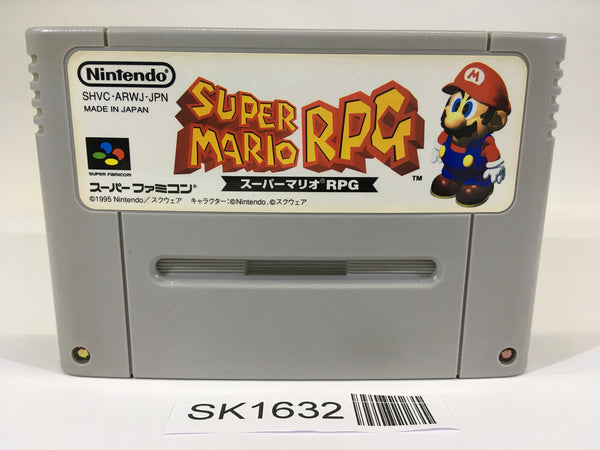 Nintendo®
SHVC-ARWJ-JPN
MADE IN JAPAN
SUPER FAMICOM
スーパーファミコン®
©1995 Nintendo/スクウェア キャラクター:©Nintendo,©スクウェア
SUPER
MARIO RPG
スーパーマリオ®RPG
TM
M
SK1632